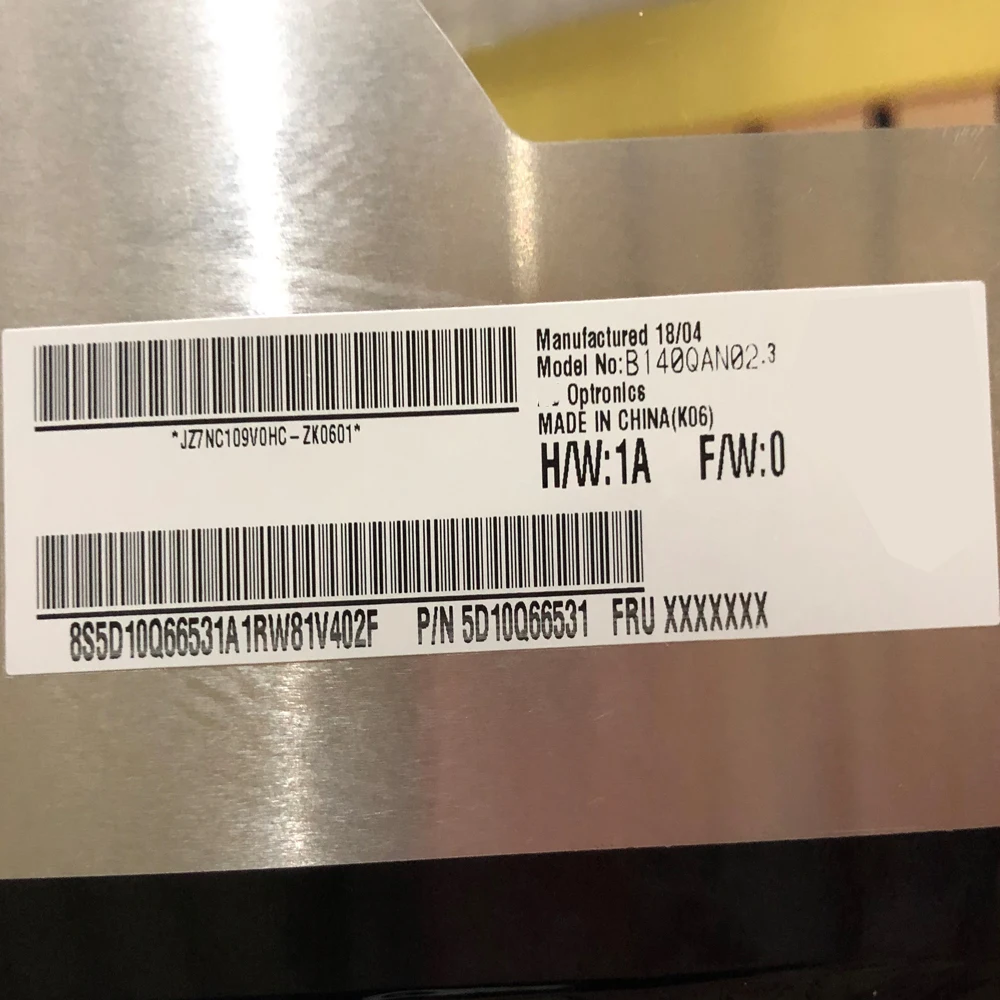 Manufactured 18/04
Model No:B140QAN02.3
Optronics
MADE IN CHINA(K06)
H/W:1A F/W:0
*JZ7NC109V0HC-ZK0601*
8S5D10Q66531A1RW81V402F P/N 5D10Q66531 FRU XXXXXXX